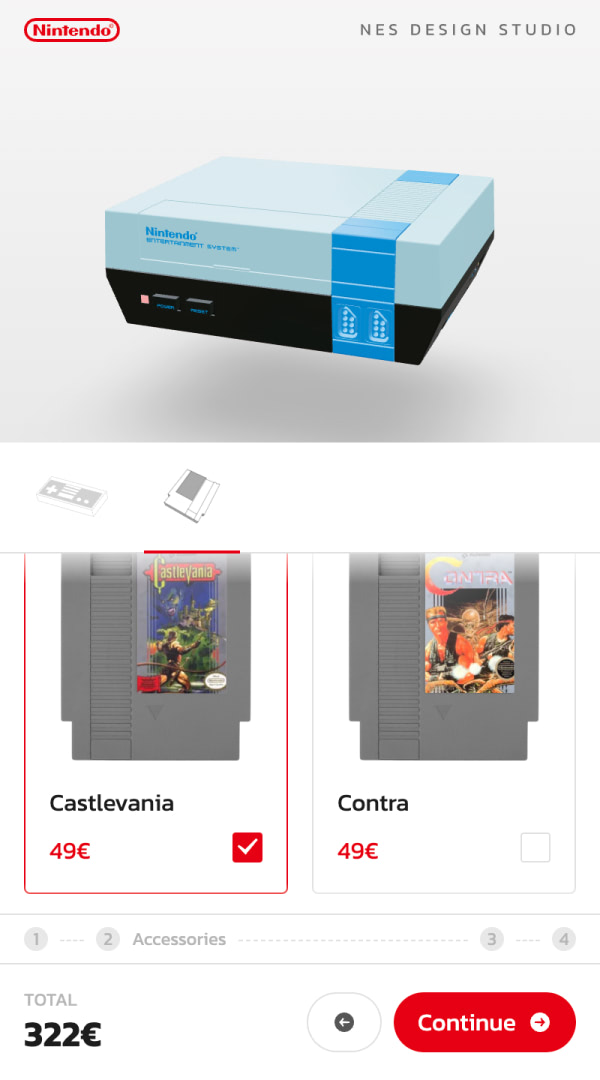 Nintendo
NES DESIGN STUDIO
Nintendo
ENTERTAINMENT SYSTEM
POWER
RESET
Castlevania
CONTRA
Castlevania
Contra
49€
49€
1
2
Accessories
3
4
TOTAL
322€
Continue